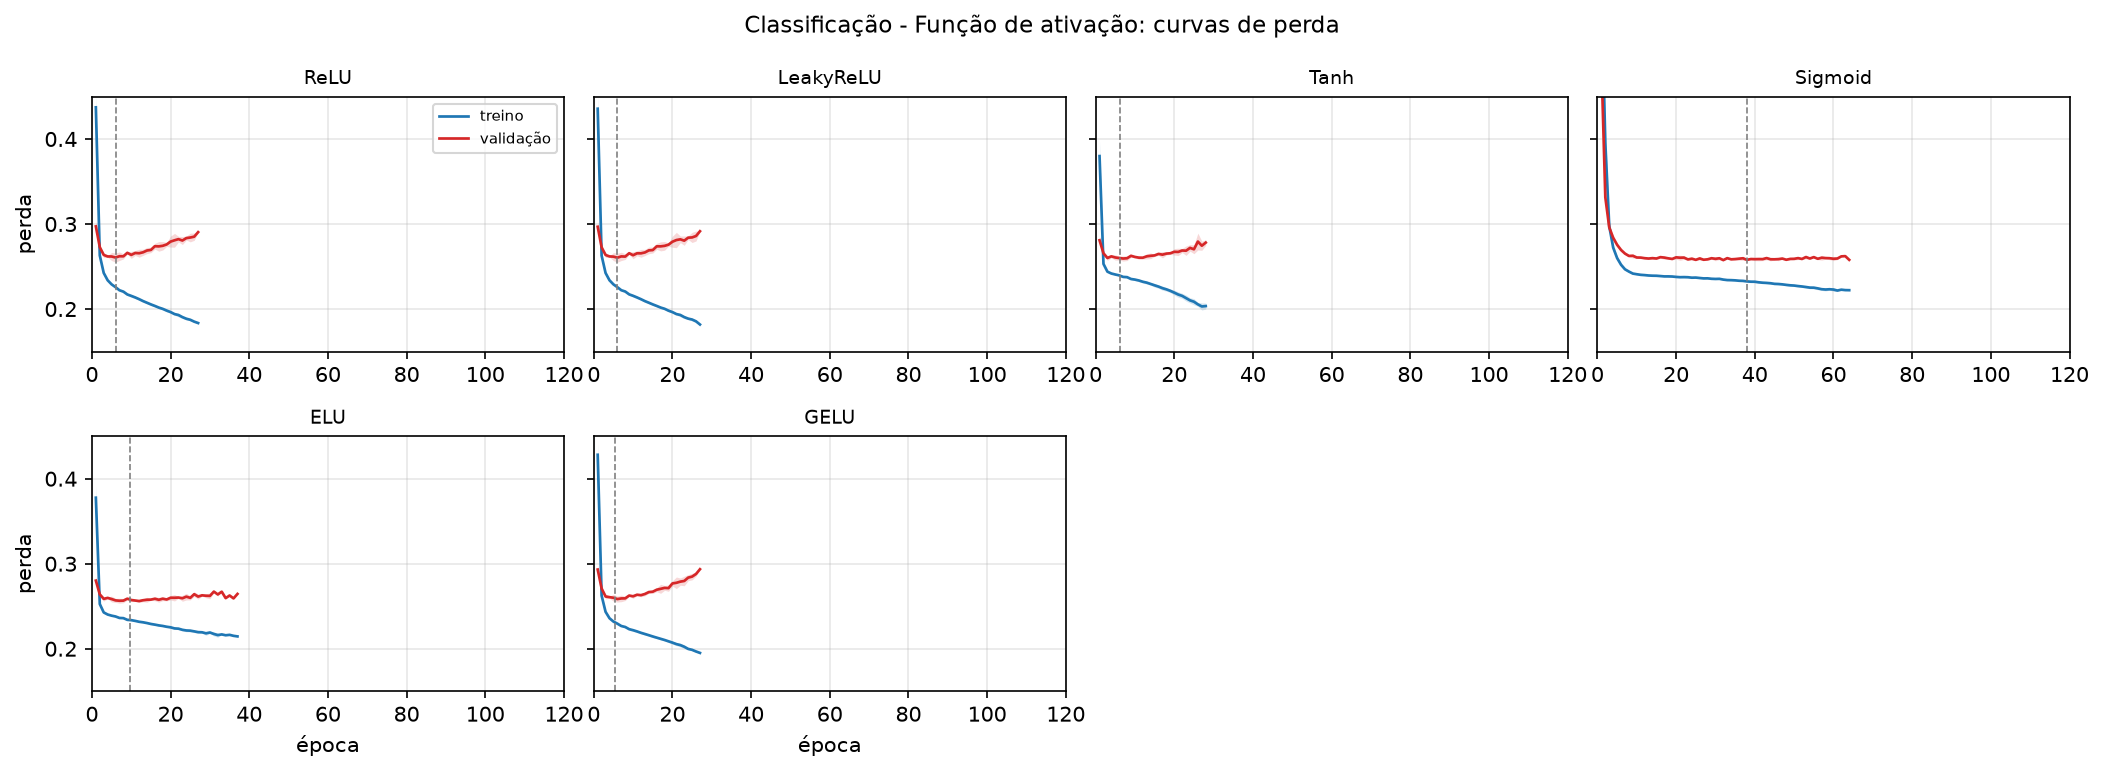 Classificação - Função de ativação: curvas de perda
ReLU
LeakyReLU
Tanh
Sigmoid
treino
validação
perda
0.4
0.3
0.2
0 20 40 60 80 100 120
0 20 40 60 80 100 120
0 20 40 60 80 100 120
0 20 40 60 80 100 120
ELU
GELU
perda
0.4
0.3
0.2
0 20 40 60 80 100 120
0 20 40 60 80 100 120
época
época